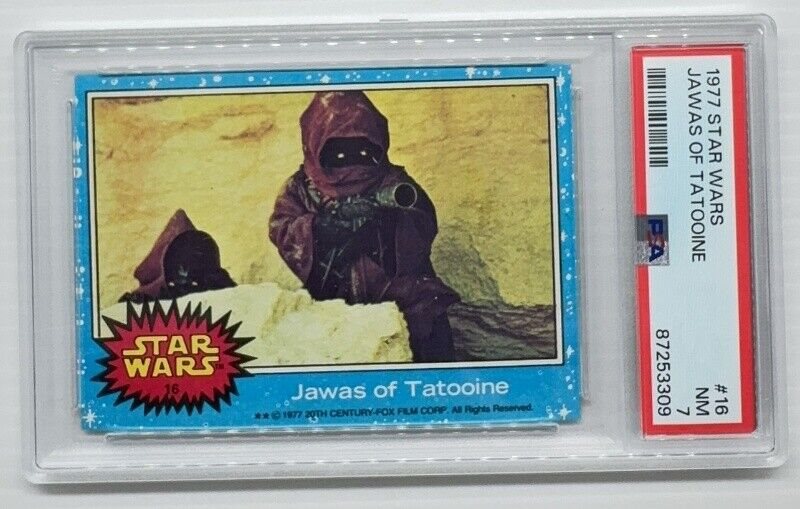 STAR
WARS™
16
Jawas of Tatooine
★★ © 1977 20TH CENTURY-FOX FILM CORP. All Rights Reserved.
1977 STAR WARS
JAWAS OF TATOOINE
PSA
#16
NM
7
87253309